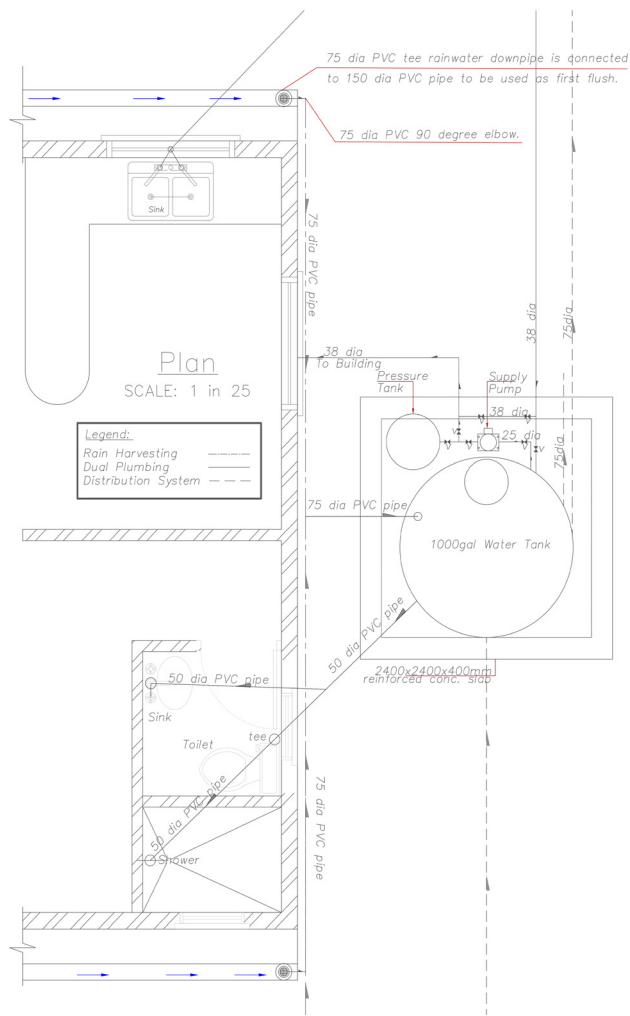 75 dia PVC tee rainwater downpipe is connected
to 150 dia PVC pipe to be used as first flush.
75 dia PVC 90 degree elbow.
Sink
75 dia PVC pipe
38 dia
75dia
Plan
SCALE: 1 in 25
38 dia
To Building
Pressure
Tank
Supply
Pump
38 dia
25 dia
75dia
V
V
Legend:
Rain Harvesting
Dual Plumbing
Distribution System
75 dia PVC pipe
1000gal Water Tank
50 dia PVC pipe
2400x2400x400mm
reinforced conc. slab
50 dia PVC pipe
Sink
Toilet
tee
50 dia PVC pipe
75 dia PVC pipe
Shower